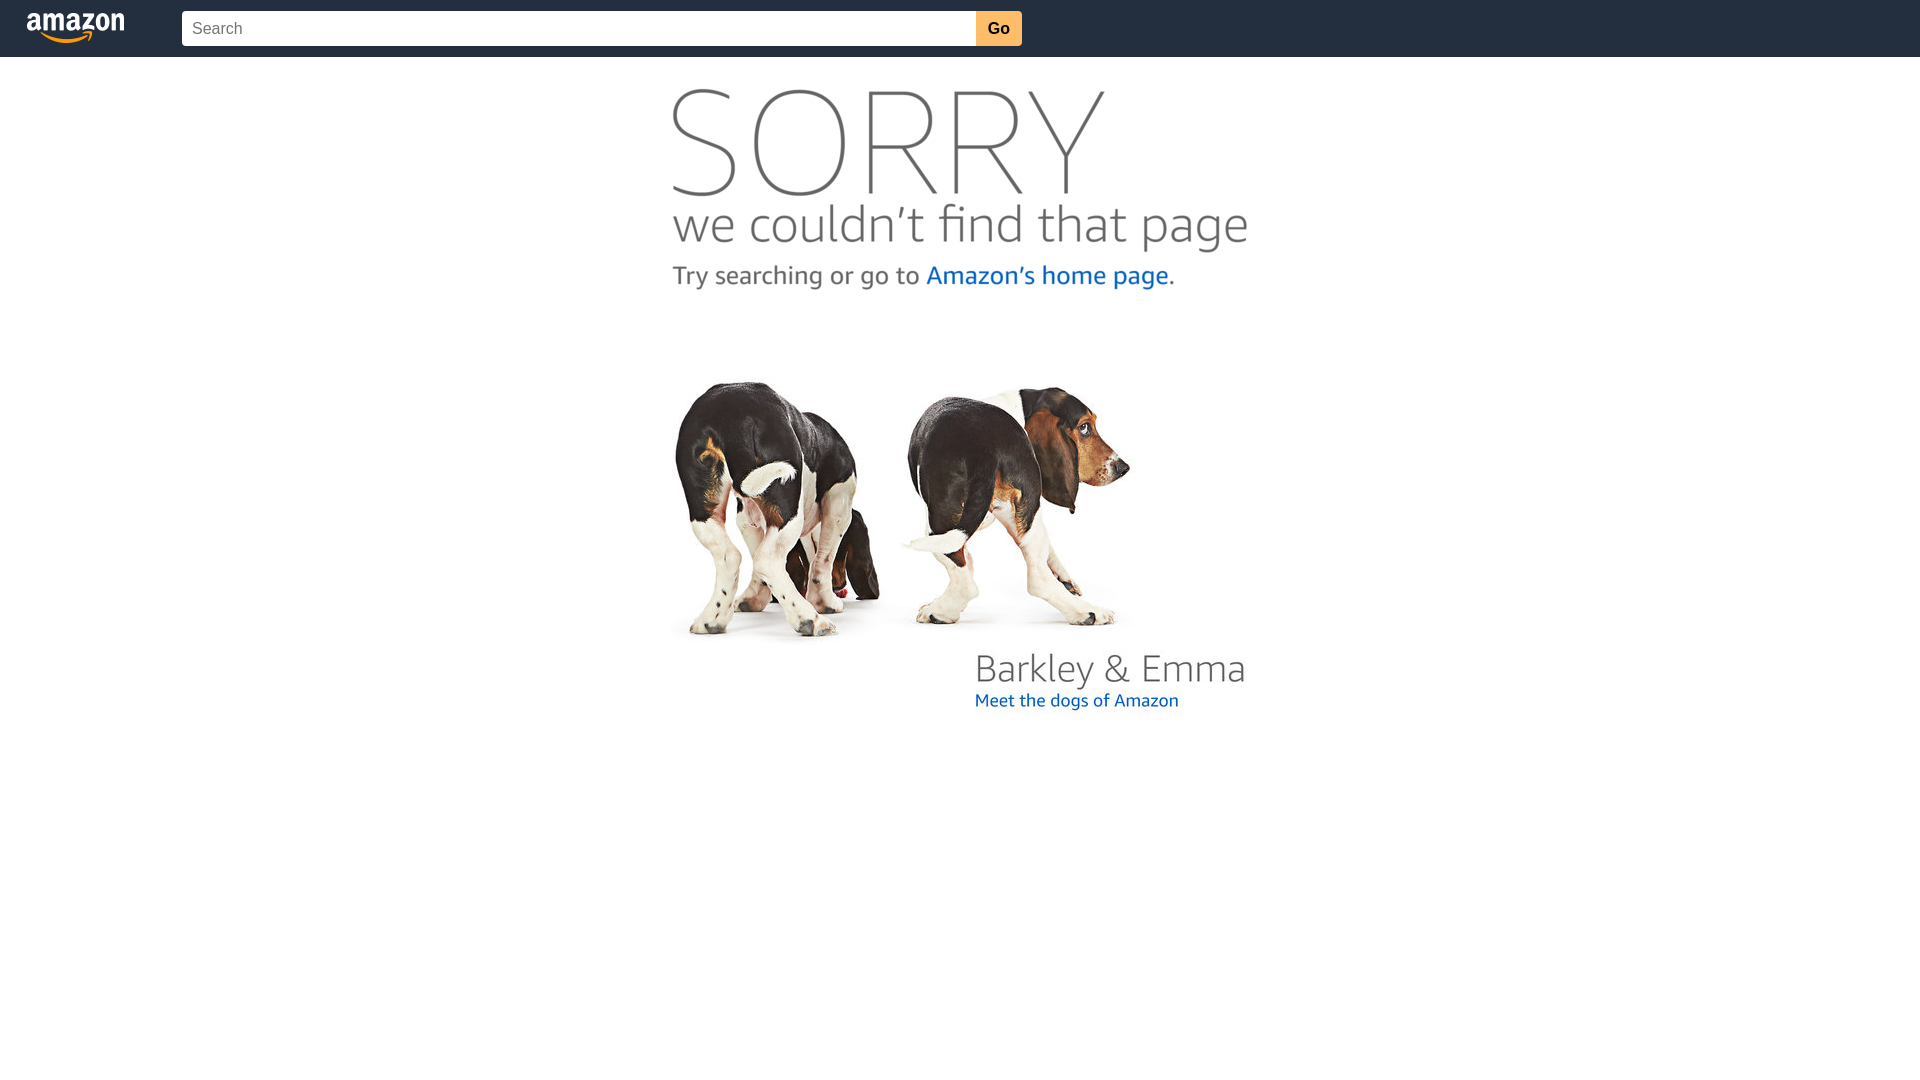 amazon
Search
Go
SORRY
we couldn't find that page
Try searching or go to Amazon's home page.
Barkley & Emma
Meet the dogs of Amazon